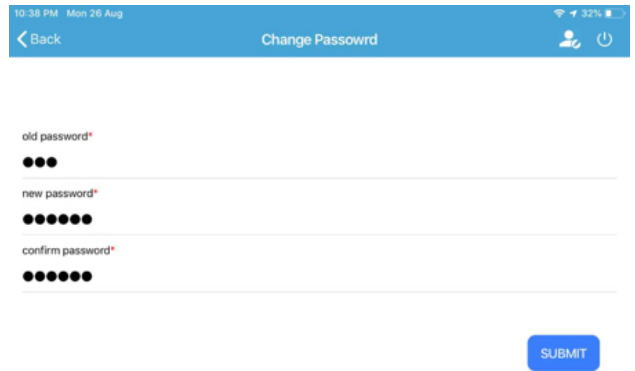 10:38 PM Mon 26 Aug 32%
Back Change Passowrd
old password*
●●●
new password*
●●●●●●
confirm password*
●●●●●●
SUBMIT